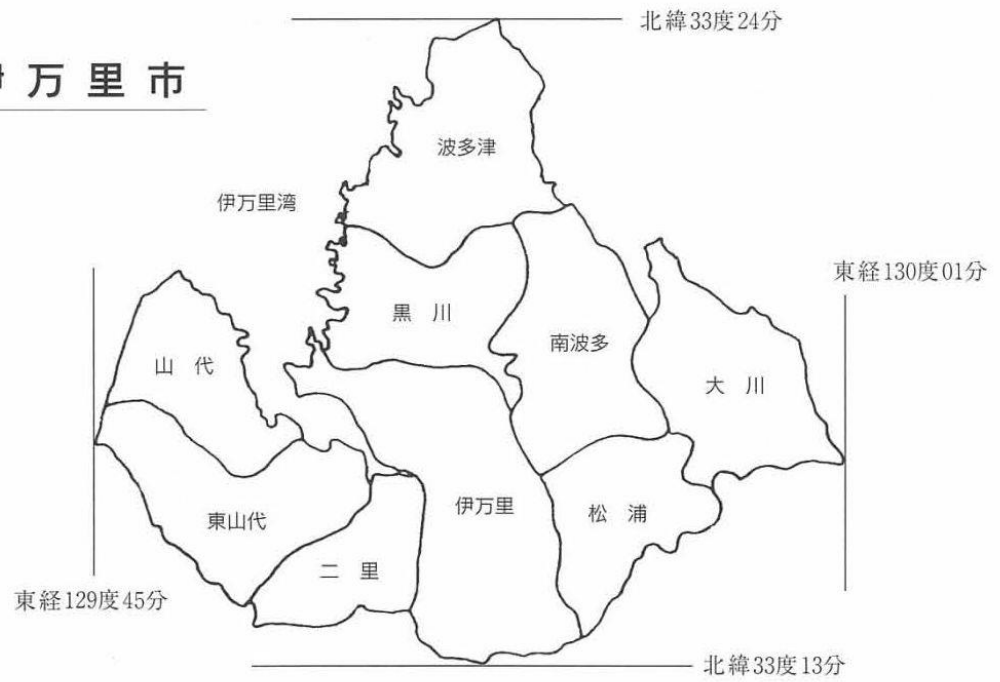 万里市
北緯33度24分
波多津
伊万里湾
東経130度01分
黒川
南波多
山代
大川
伊万里
松浦
東山代
二里
東経129度45分
北緯33度13分